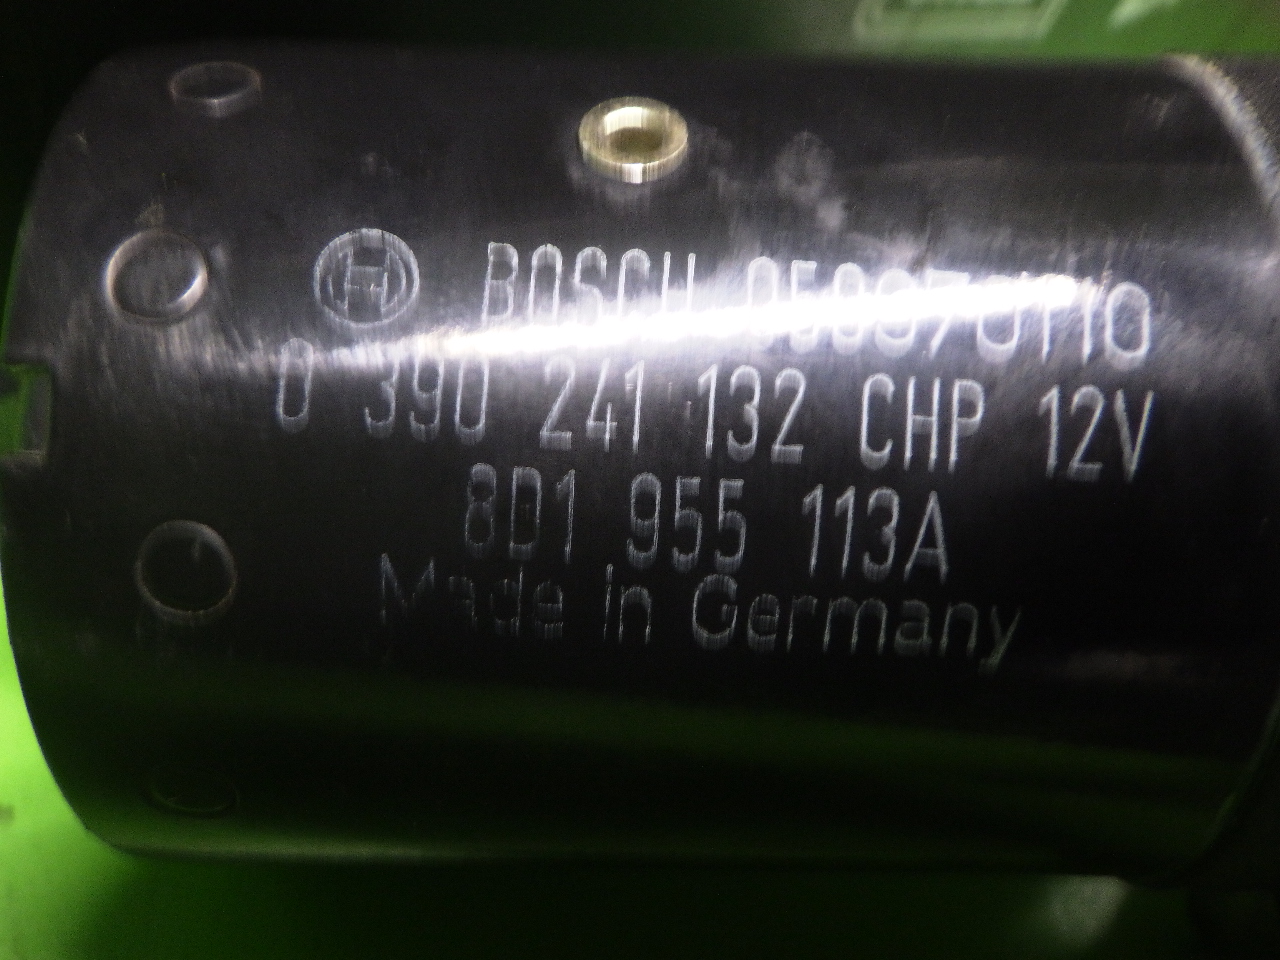 BOSCH
0 390 241 132 CHP 12V
8D1 955 113A
Made in Germany